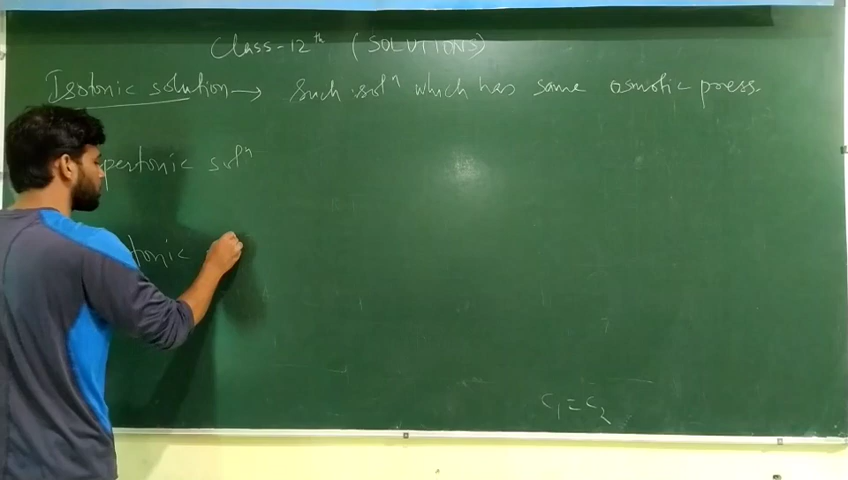 Class-12th (SOLUTIONS)
Isotonic solution → Such solⁿ which has same osmotic press.
pertonic solⁿ
tonic
C₁ = C₂